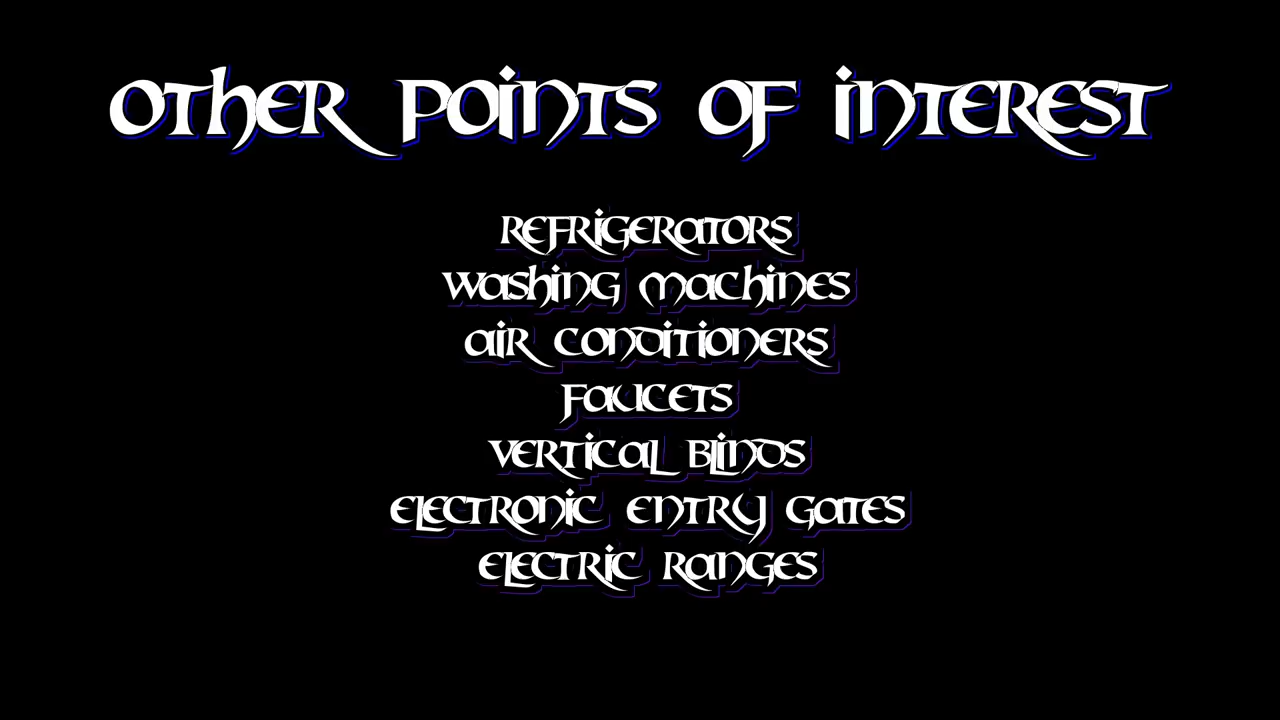 OTHER POINTS OF INTEREST
REFRIGERATORS
WASHING MACHINES
AIR CONDITIONERS
FAUCETS
VERTICAL BLINDS
ELECTRONIC ENTRY GATES
ELECTRIC RANGES